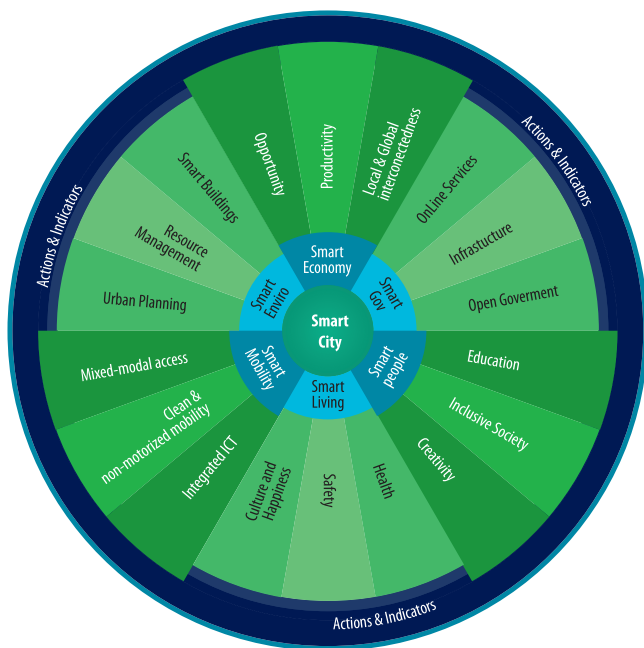 Smart
City
Smart
Economy
Smart
Gov
Smart
people
Smart
Living
Smart
Mobility
Smart
Enviro
Opportunity
Productivity
Local & Global
interconectedness
OnLine Services
Infrastucture
Open Goverment
Education
Inclusive Society
Creativity
Health
Safety
Culture and
Happiness
Integrated ICT
Clean &
non-motorized mobility
Mixed-modal access
Urban Planning
Resource
Management
Smart Buildings
Actions & Indicators
Actions & Indicators
Actions & Indicators